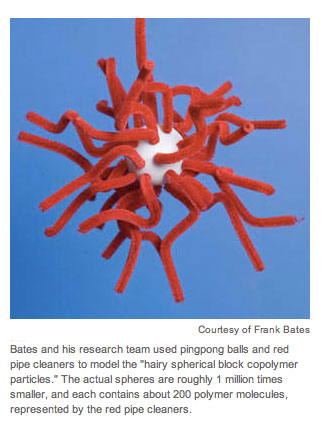 Courtesy of Frank Bates
Bates and his research team used pingpong balls and red
pipe cleaners to model the "hairy spherical block copolymer
particles." The actual spheres are roughly 1 million times
smaller, and each contains about 200 polymer molecules,
represented by the red pipe cleaners.